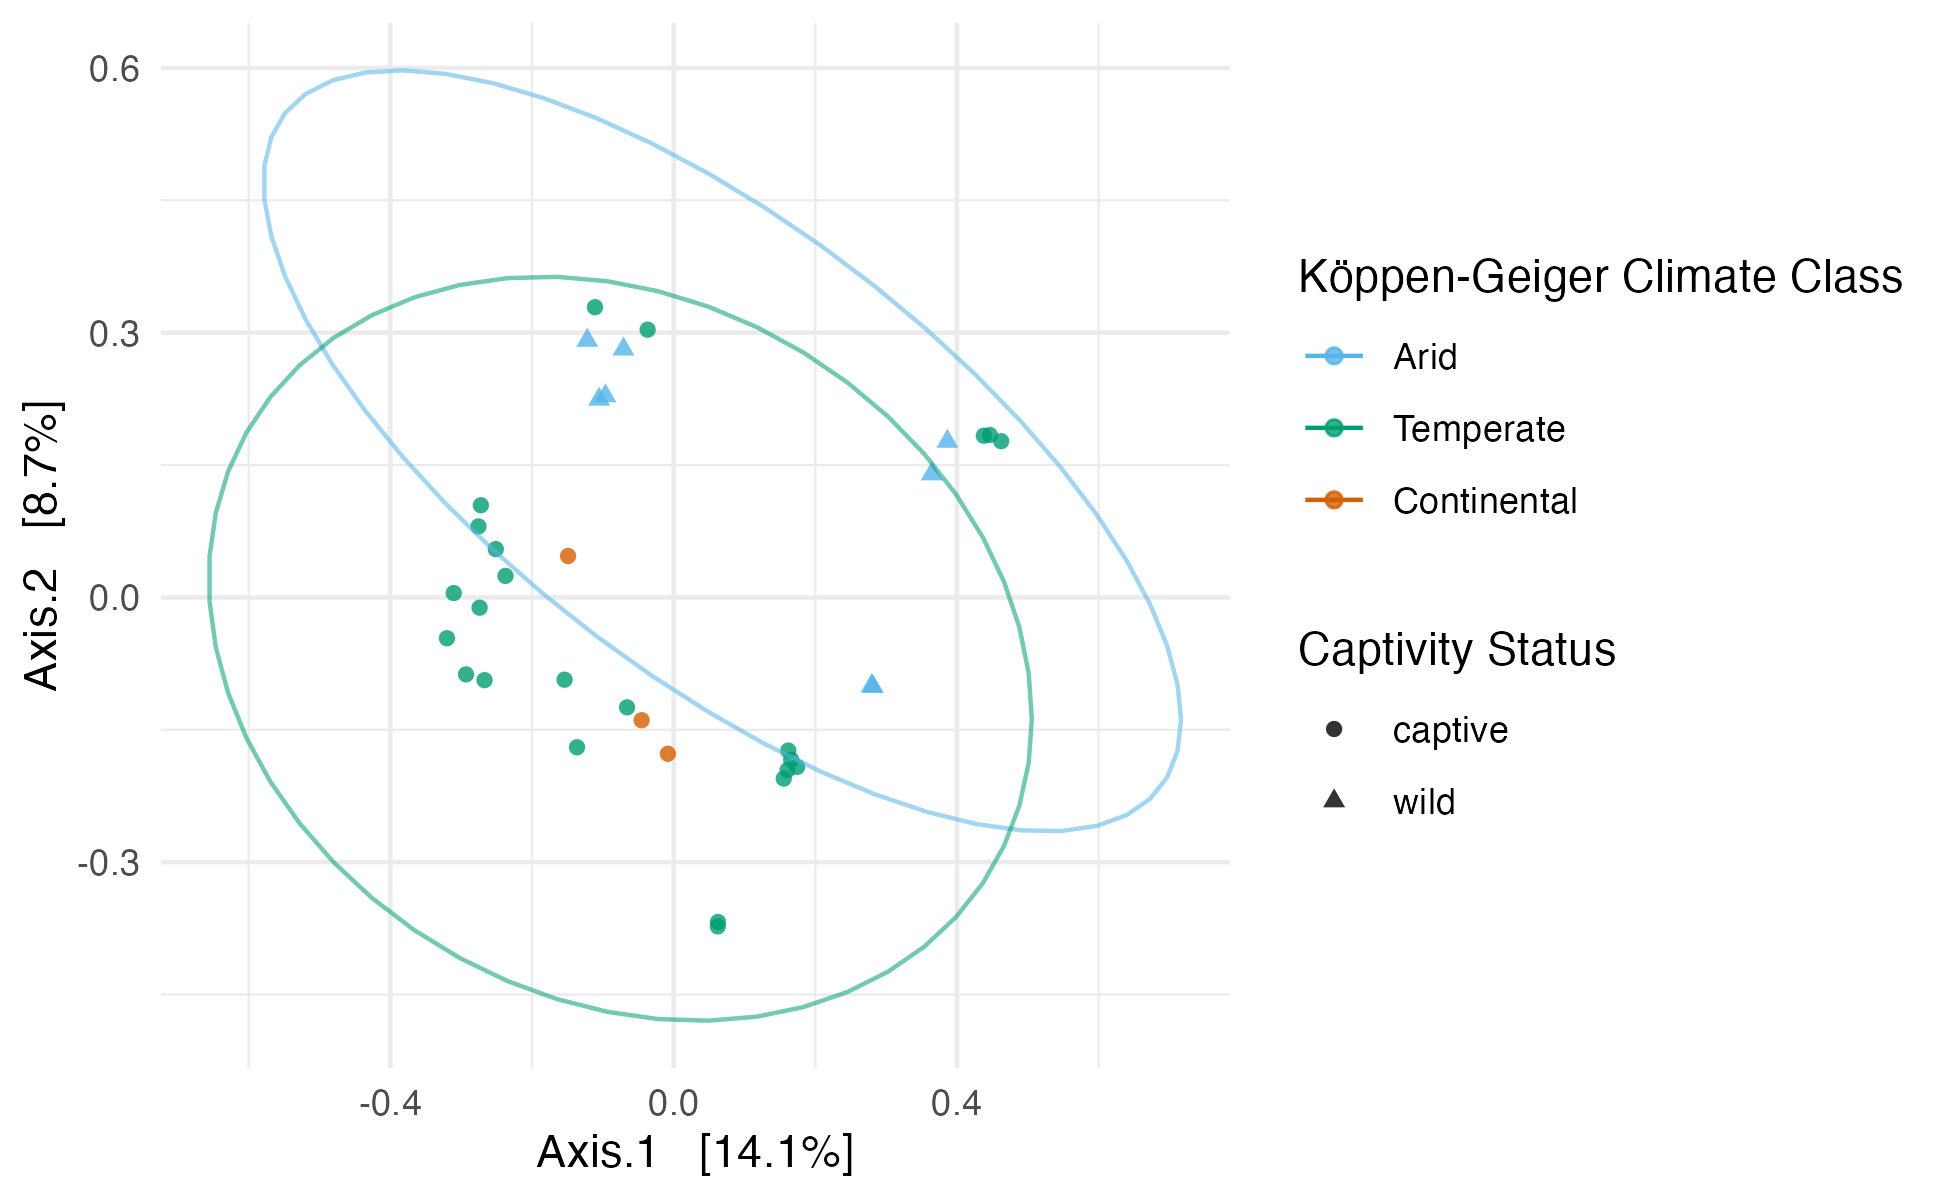 0.6
0.3
0.0
-0.3
Axis.2 [8.7%]
-0.4 0.0 0.4
Axis.1 [14.1%]
Köppen-Geiger Climate Class
Arid
Temperate
Continental
Captivity Status
captive
wild